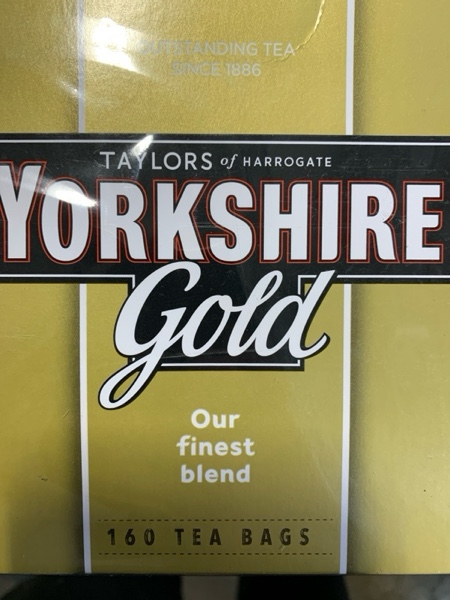 OUTSTANDING TEA
SINCE 1886
TAYLORS of HARROGATE
YORKSHIRE
Gold
Our
finest
blend
160 TEA BAGS